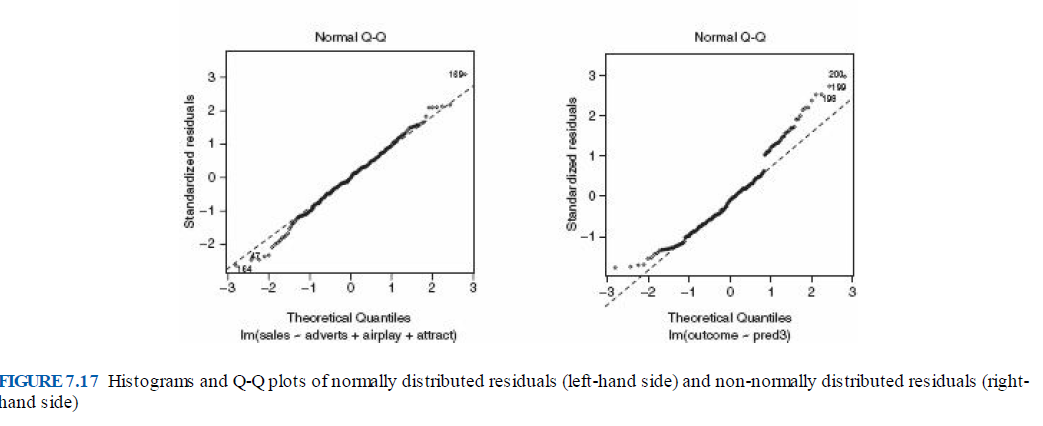 Normal Q-Q
Standardized residuals
3
2
1
0
−1
−2
169
47
164
−3 −2 −1 0 1 2 3
Theoretical Quantiles
lm(sales ~ adverts + airplay + attract)
Normal Q-Q
Standardized residuals
3
2
1
0
−1
200
199
198
−3 −2 −1 0 1 2 3
Theoretical Quantiles
lm(outcome ~ pred3)
FIGURE 7.17 Histograms and Q-Q plots of normally distributed residuals (left-hand side) and non-normally distributed residuals (right-
hand side)